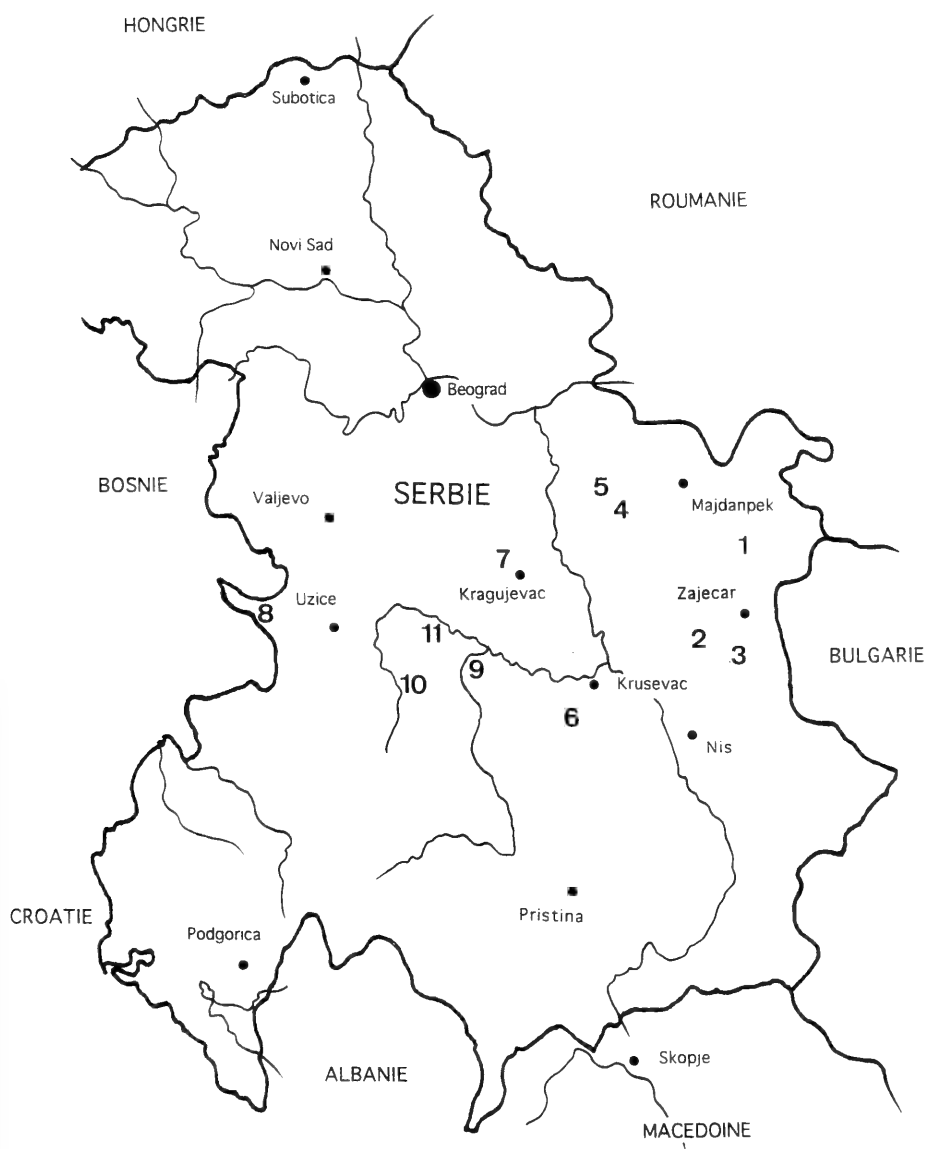 HONGRIE
Subotica
ROUMANIE
Novi Sad
Beograd
BOSNIE
Valjevo
SERBIE
5
4
Majdanpek
1
7
Kragujevac
Zajecar
Uzice
8
11
2
3
BULGARIE
9
10
Krusevac
6
Nis
CROATIE
Pristina
Podgorica
Skopje
ALBANIE
MACEDOINE